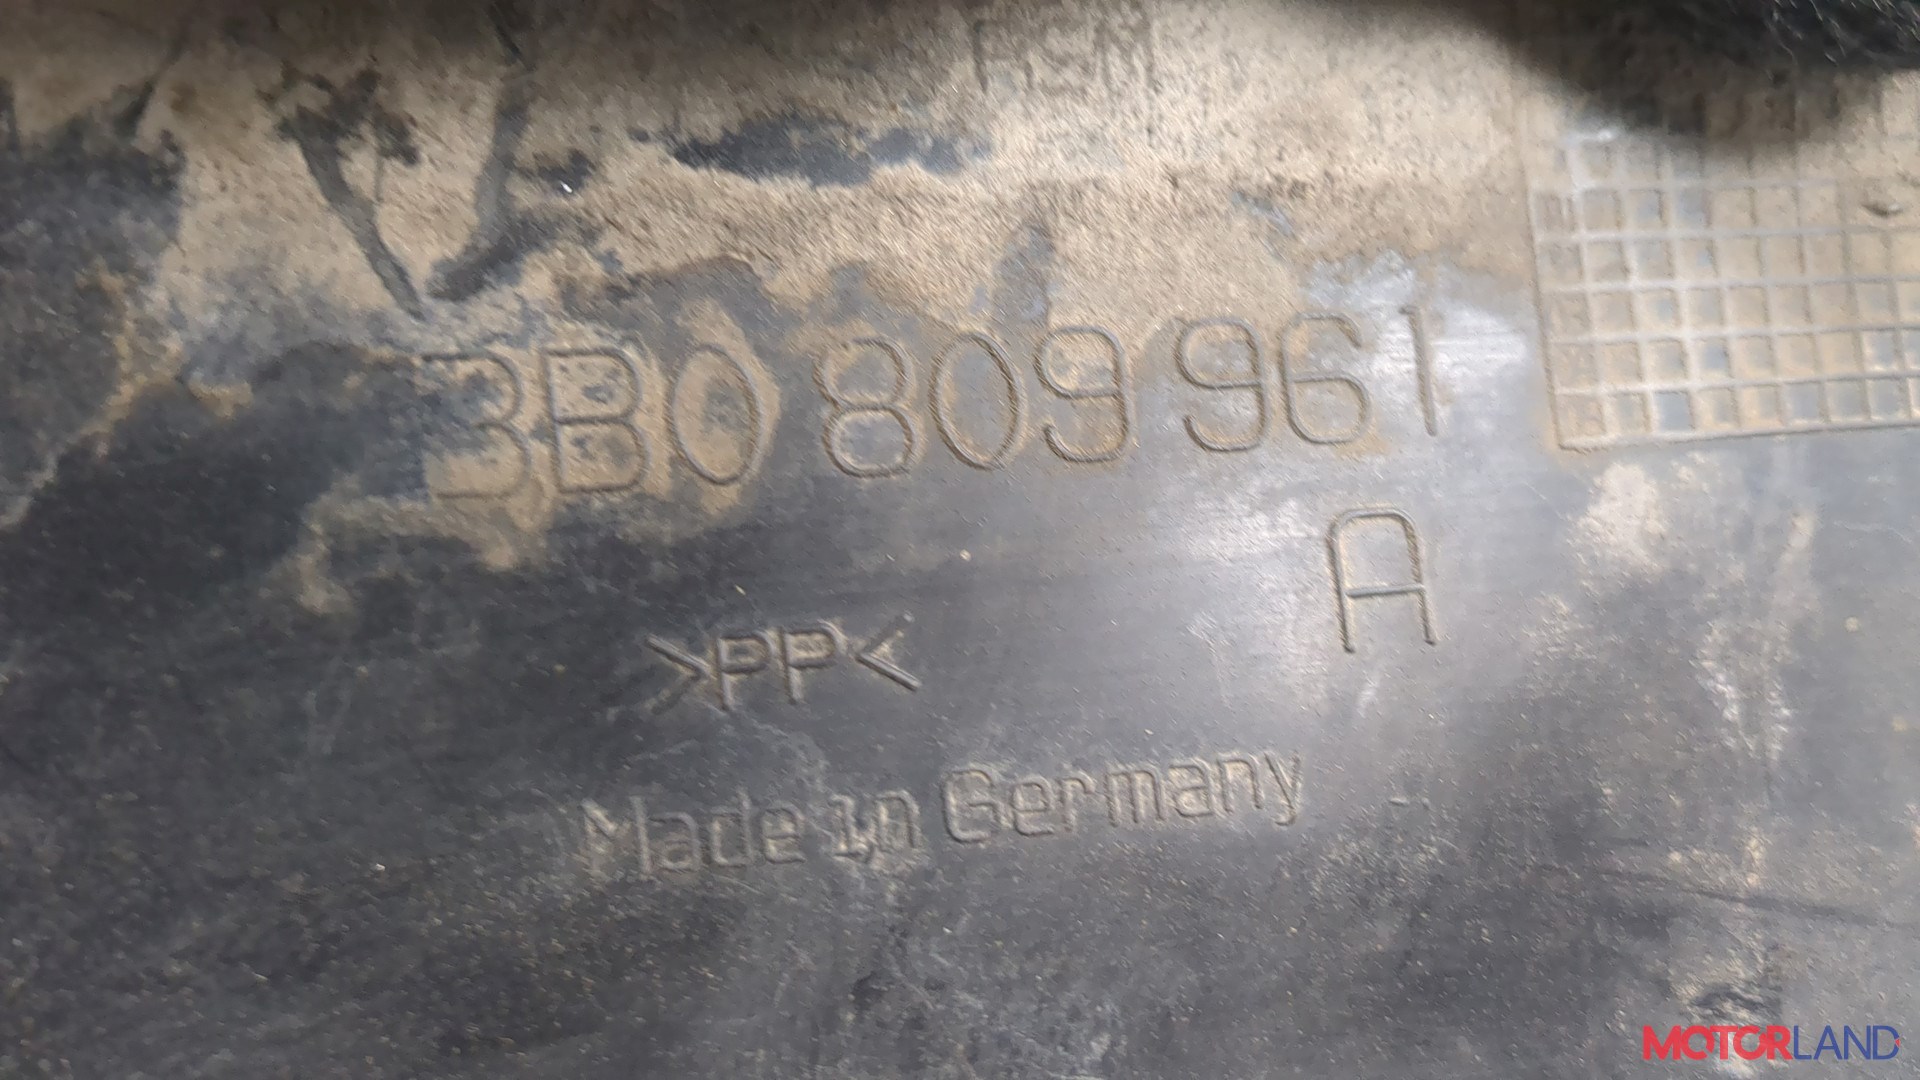 3B0 809 961
A
>PP<
Made in Germany
MOTORLAND